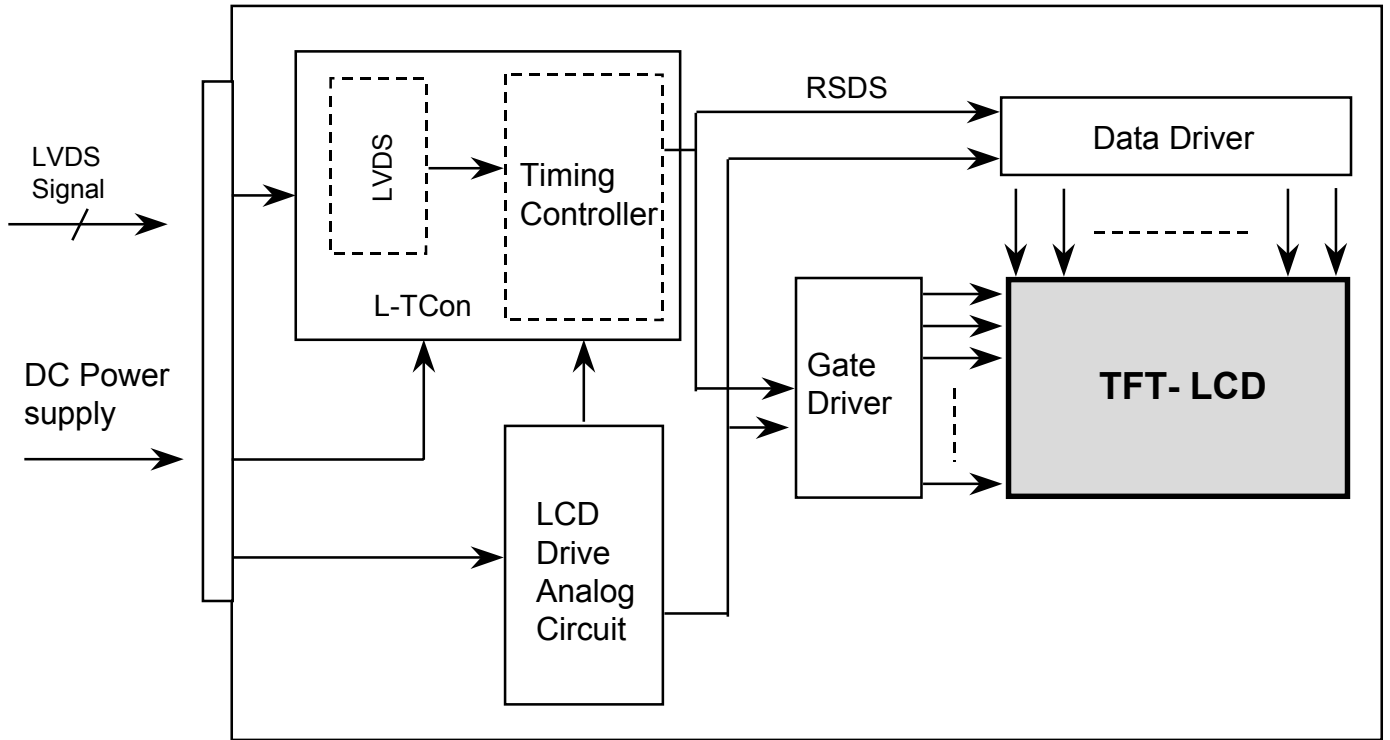 LVDS
Signal
DC Power
supply
LVDS
Timing
Controller
L-TCon
RSDS
Data Driver
Gate
Driver
TFT- LCD
LCD
Drive
Analog
Circuit